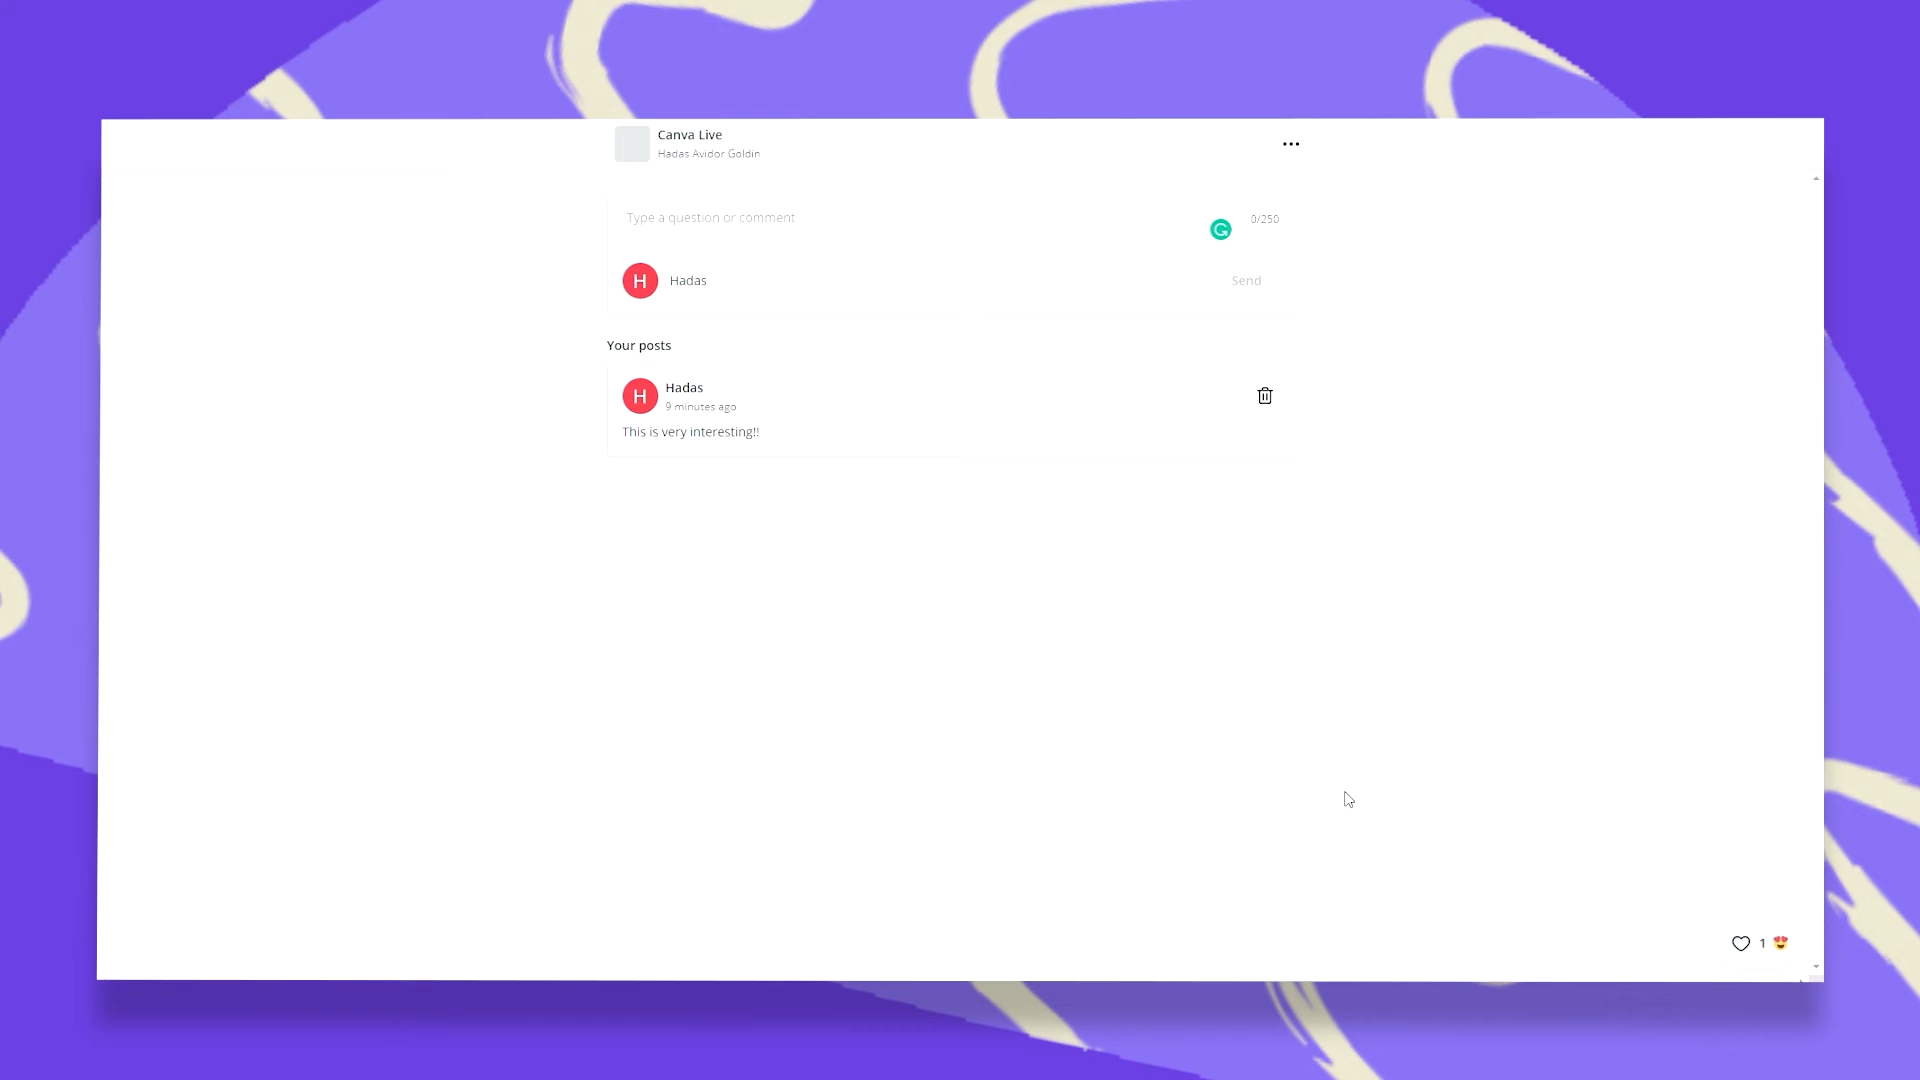 Canva Live
Hadas Avidor Goldin
Type a question or comment
0/250
H
Hadas
Send
Your posts
H
Hadas
9 minutes ago
This is very interesting!!
1